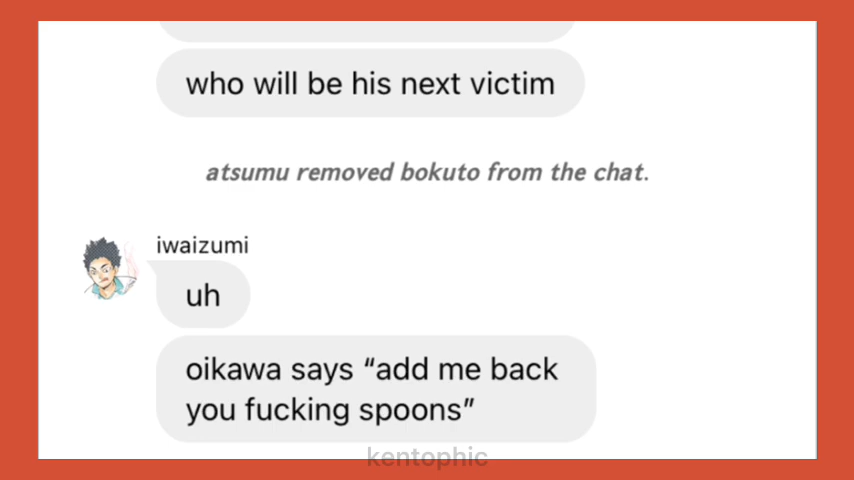 who will be his next victim
atsumu removed bokuto from the chat.
iwaizumi
uh
oikawa says “add me back
you fucking spoons”
kentophic